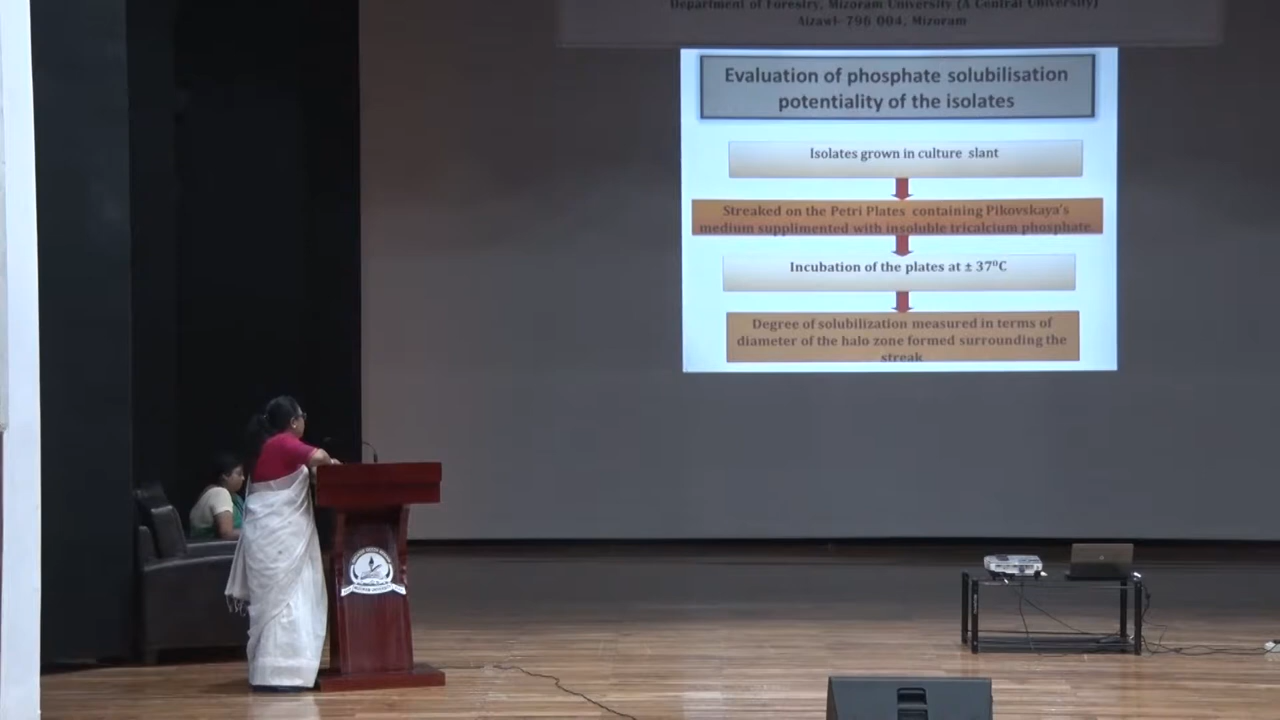 Department of Forestry, Mizoram University (A Central University)
Aizawl- 796 004, Mizoram
Evaluation of phosphate solubilisation
potentiality of the isolates
Isolates grown in culture slant
Streaked on the Petri Plates containing Pikovskaya's
medium supplimented with insoluble tricalcium phosphate.
Incubation of the plates at ± 37⁰C
Degree of solubilization measured in terms of
diameter of the halo zone formed surrounding the
streak